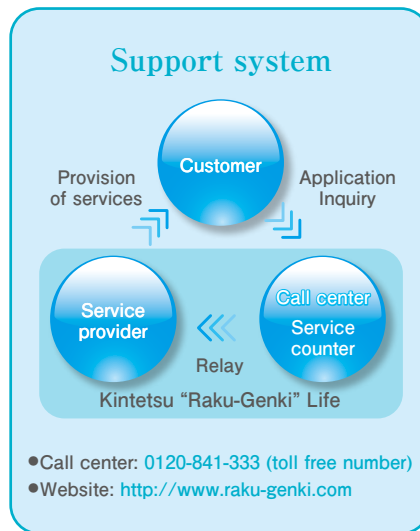 Support system
Customer
Provision
of services
Application
Inquiry
Service
provider
Call center
Service
counter
Relay
Kintetsu “Raku-Genki” Life
●Call center: 0120-841-333 (toll free number)
●Website: http://www.raku-genki.com